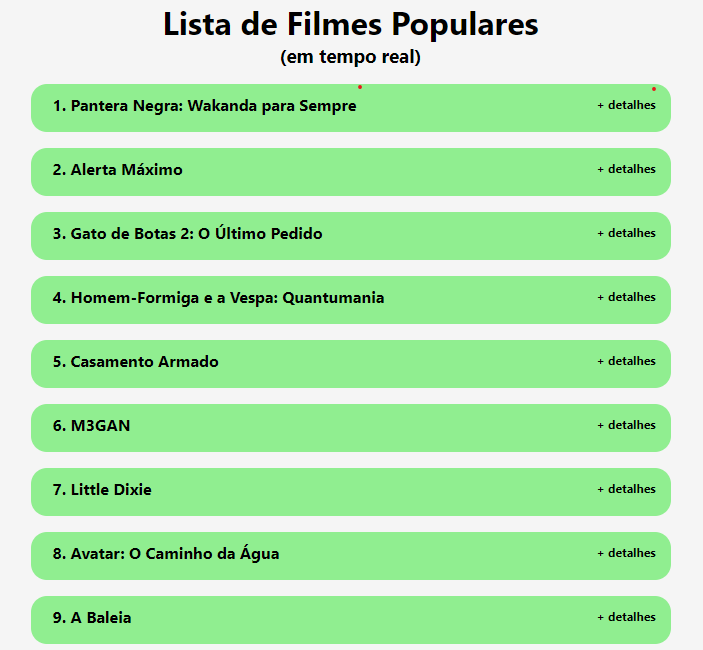 Lista de Filmes Populares
(em tempo real)
1. Pantera Negra: Wakanda para Sempre + detalhes
2. Alerta Máximo + detalhes
3. Gato de Botas 2: O Último Pedido + detalhes
4. Homem-Formiga e a Vespa: Quantumania + detalhes
5. Casamento Armado + detalhes
6. M3GAN + detalhes
7. Little Dixie + detalhes
8. Avatar: O Caminho da Água + detalhes
9. A Baleia + detalhes